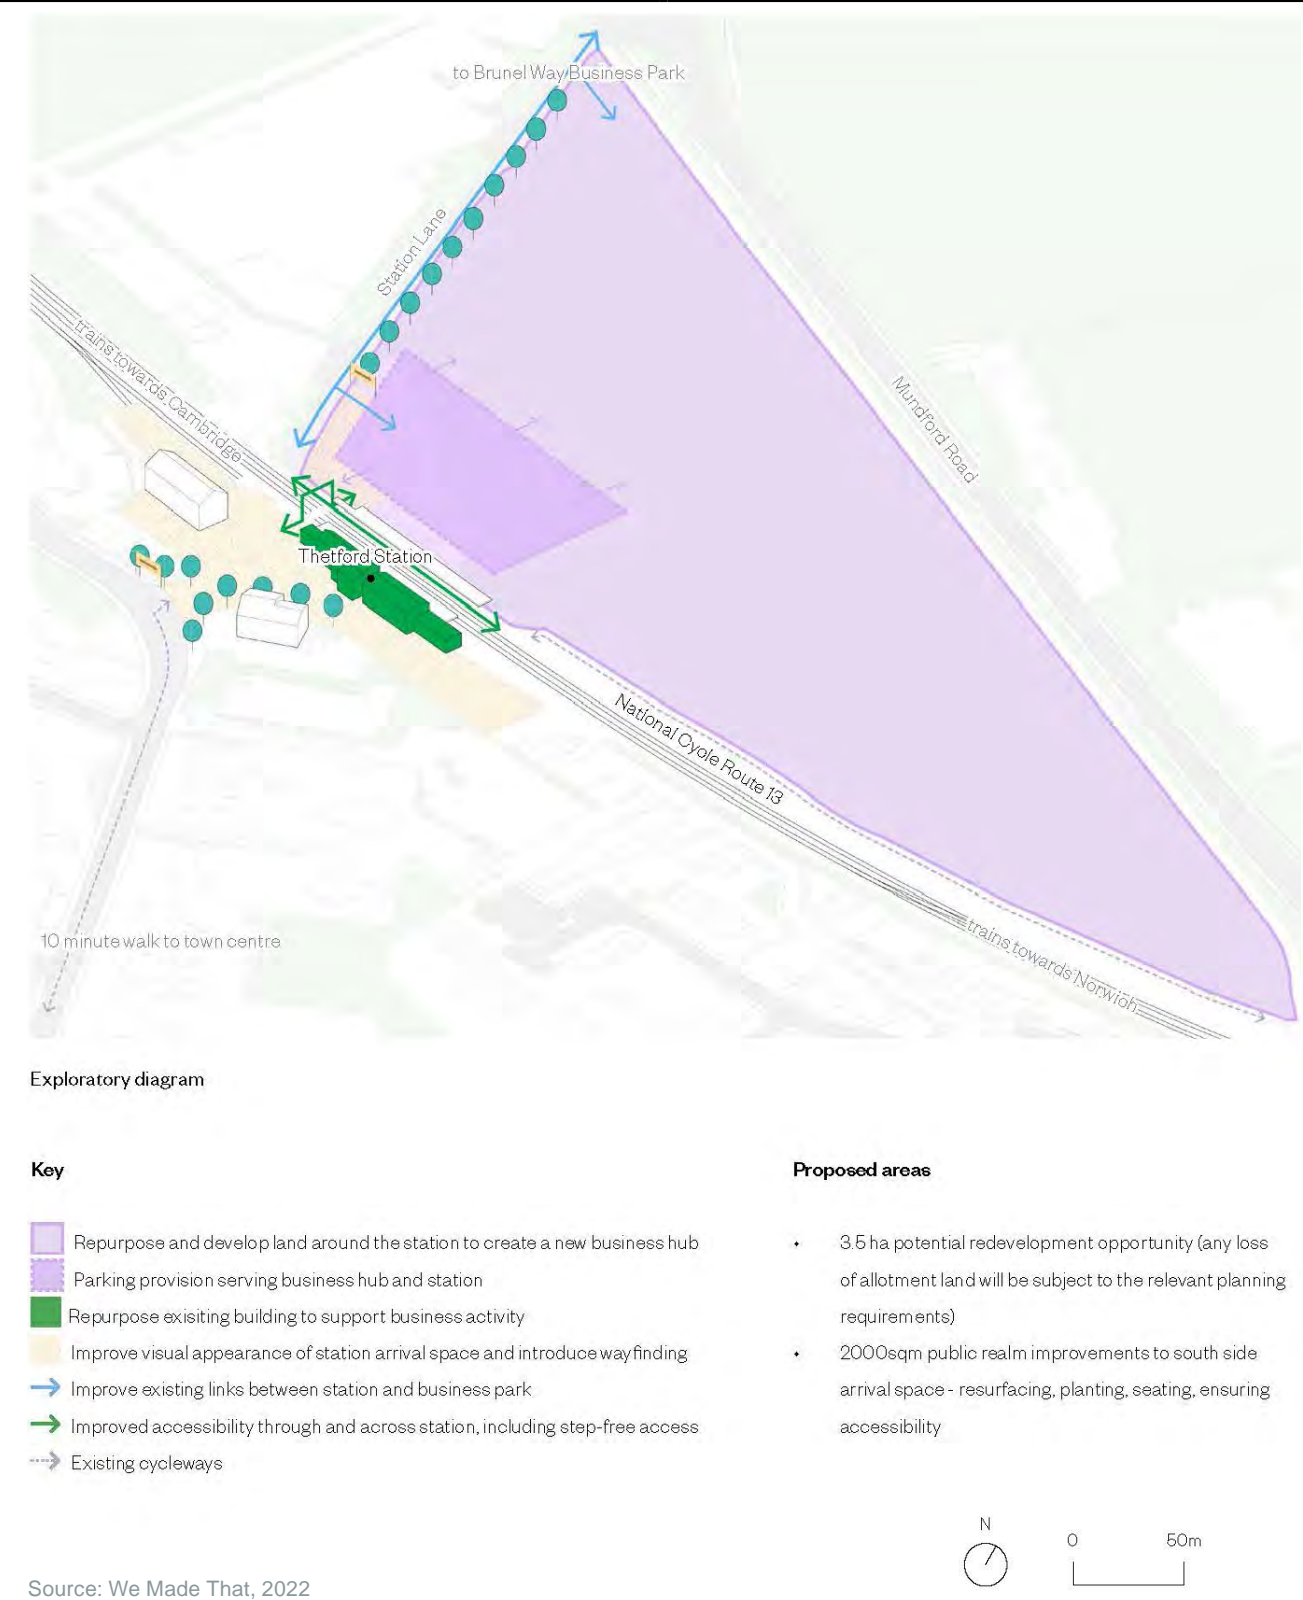 to Brunel Way Business Park
Station Lane
trains towards Cambridge
Mundford Road
Thetford Station
National Cycle Route 13
10 minute walk to town centre
trains towards Norwich
Exploratory diagram
Key
Repurpose and develop land around the station to create a new business hub
Parking provision serving business hub and station
Repurpose exisiting building to support business activity
Improve visual appearance of station arrival space and introduce wayfinding
Improve existing links between station and business park
Improved accessibility through and across station, including step-free access
Existing cycleways
Proposed areas
• 3.5 ha potential redevelopment opportunity (any loss
of allotment land will be subject to the relevant planning
requirements)
• 2000sqm public realm improvements to south side
arrival space - resurfacing, planting, seating, ensuring
accessibility
N
0 50m
Source: We Made That, 2022